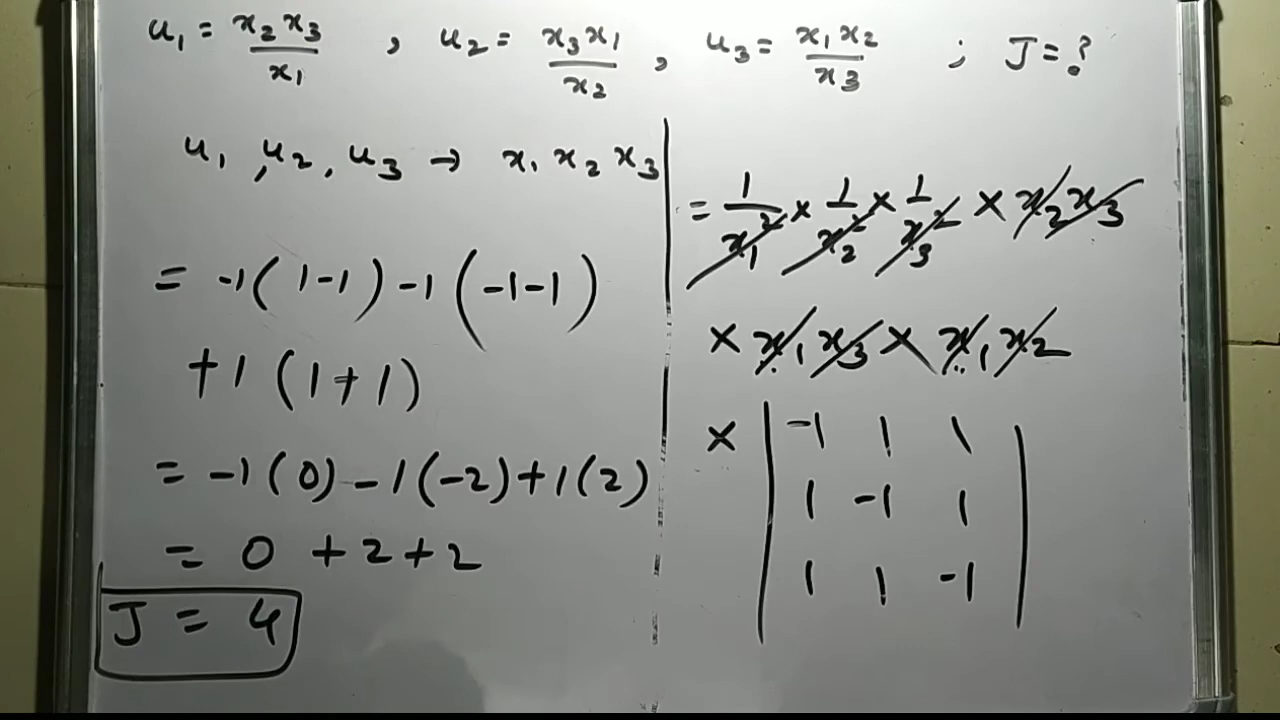 u₁ = x₂x₃/x₁ , u₂ = x₃x₁/x₂ , u₃ = x₁x₂/x₃ ; J = ?
u₁, u₂, u₃ → x₁ x₂ x₃
= -1(1-1) -1(-1-1)
+1(1+1)
= -1(0) -1(-2)+1(2)
= 0 + 2 + 2
J = 4
= 1/x₁² × 1/x₂² × 1/x₃² × x₂x₃
× x₁x₃ × x₁x₂
× | -1 1 1 |
| 1 -1 1 |
| 1 1 -1 |